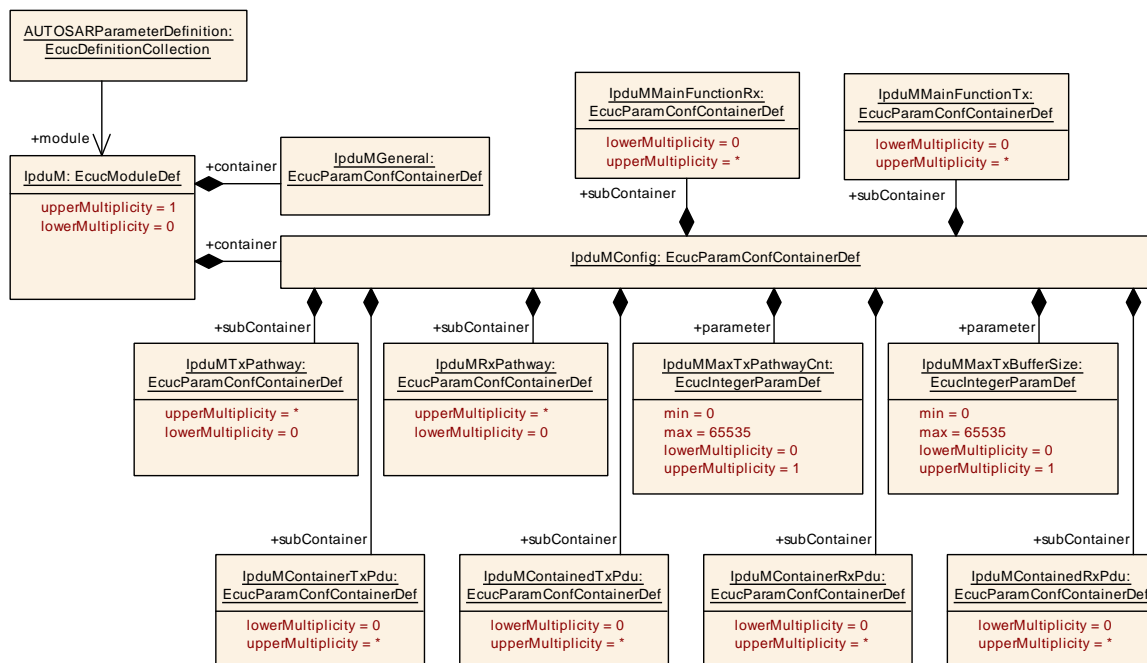 AUTOSARParameterDefinition:
EcucDefinitionCollection
+module
IpduM: EcucModuleDef
upperMultiplicity = 1
lowerMultiplicity = 0
+container
IpduMGeneral:
EcucParamConfContainerDef
+container
IpduMMainFunctionRx:
EcucParamConfContainerDef
lowerMultiplicity = 0
upperMultiplicity = *
+subContainer
IpduMMainFunctionTx:
EcucParamConfContainerDef
lowerMultiplicity = 0
upperMultiplicity = *
+subContainer
IpduMConfig: EcucParamConfContainerDef
+subContainer
IpduMTxPathway:
EcucParamConfContainerDef
upperMultiplicity = *
lowerMultiplicity = 0
+subContainer
IpduMRxPathway:
EcucParamConfContainerDef
upperMultiplicity = *
lowerMultiplicity = 0
+parameter
IpduMMaxTxPathwayCnt:
EcucIntegerParamDef
min = 0
max = 65535
lowerMultiplicity = 0
upperMultiplicity = 1
+parameter
IpduMMaxTxBufferSize:
EcucIntegerParamDef
min = 0
max = 65535
lowerMultiplicity = 0
upperMultiplicity = 1
+subContainer
IpduMContainerTxPdu:
EcucParamConfContainerDef
lowerMultiplicity = 0
upperMultiplicity = *
+subContainer
IpduMContainedTxPdu:
EcucParamConfContainerDef
lowerMultiplicity = 0
upperMultiplicity = *
+subContainer
IpduMContainerRxPdu:
EcucParamConfContainerDef
lowerMultiplicity = 0
upperMultiplicity = *
+subContainer
IpduMContainedRxPdu:
EcucParamConfContainerDef
lowerMultiplicity = 0
upperMultiplicity = *